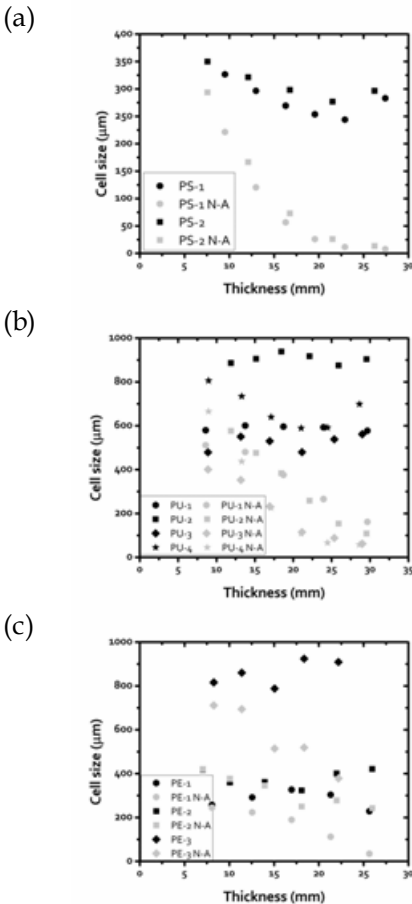 (a)
350
300
250
200
150
100
50
0
Cell size (μm)
PS-1
PS-1 N-A
PS-2
PS-2 N-A
0 5 10 15 20 25 30
Thickness (mm)
(b)
1000
800
600
400
200
0
Cell size (μm)
PU-1 PU-1 N-A
PU-2 PU-2 N-A
PU-3 PU-3 N-A
PU-4 PU-4 N-A
0 5 10 15 20 25 30 35
Thickness (mm)
(c)
1000
800
600
400
200
0
Cell size (μm)
PE-1
PE-1 N-A
PE-2
PE-2 N-A
PE-3
PE-3 N-A
0 5 10 15 20 25 30
Thickness (mm)